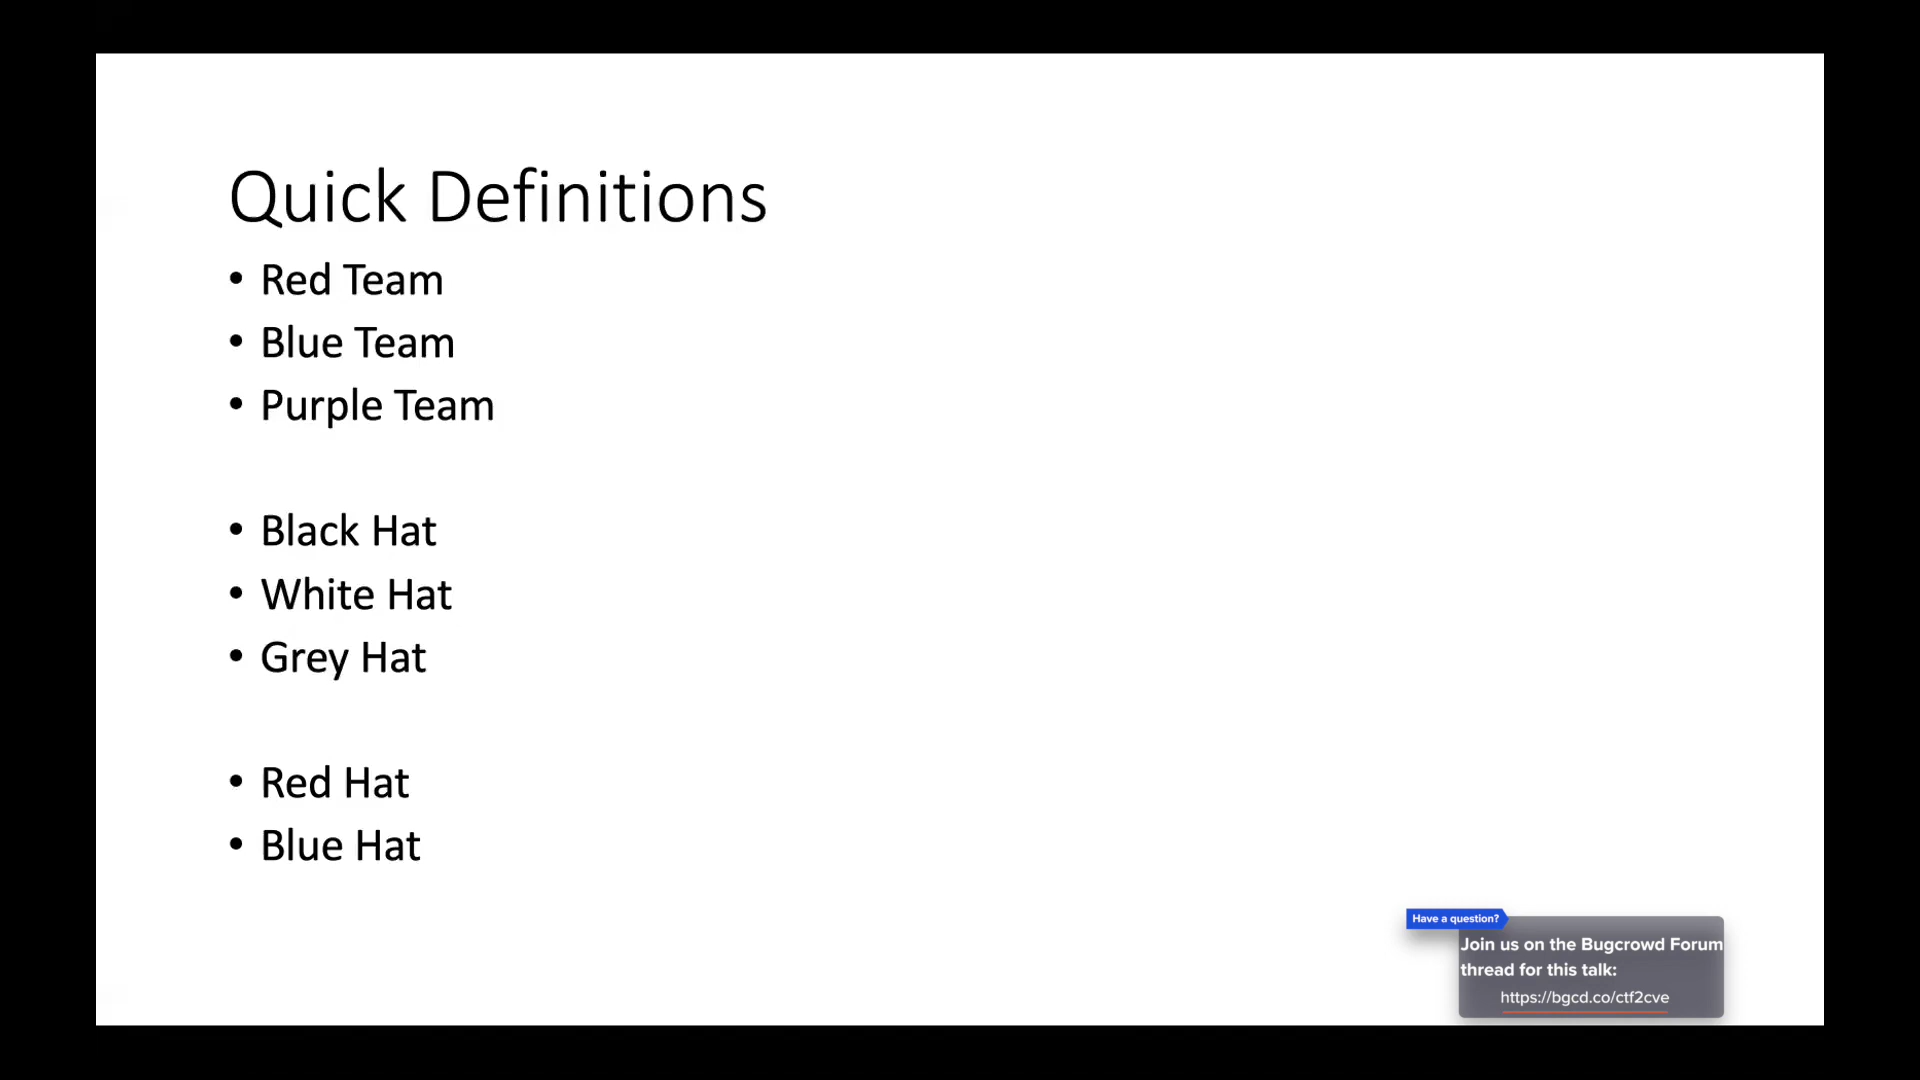 Quick Definitions
• Red Team
• Blue Team
• Purple Team
• Black Hat
• White Hat
• Grey Hat
• Red Hat
• Blue Hat
Have a question?
Join us on the Bugcrowd Forum
thread for this talk:
https://bgcd.co/ctf2cve